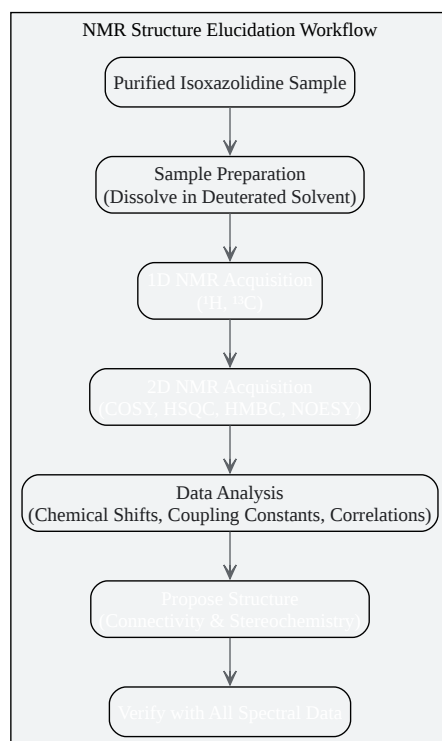 NMR Structure Elucidation Workflow
Purified Isoxazolidine Sample
Sample Preparation
(Dissolve in Deuterated Solvent)
1D NMR Acquisition
(¹H, ¹³C)
2D NMR Acquisition
(COSY, HSQC, HMBC, NOESY)
Data Analysis
(Chemical Shifts, Coupling Constants, Correlations)
Propose Structure
(Connectivity & Stereochemistry)
Verify with All Spectral Data